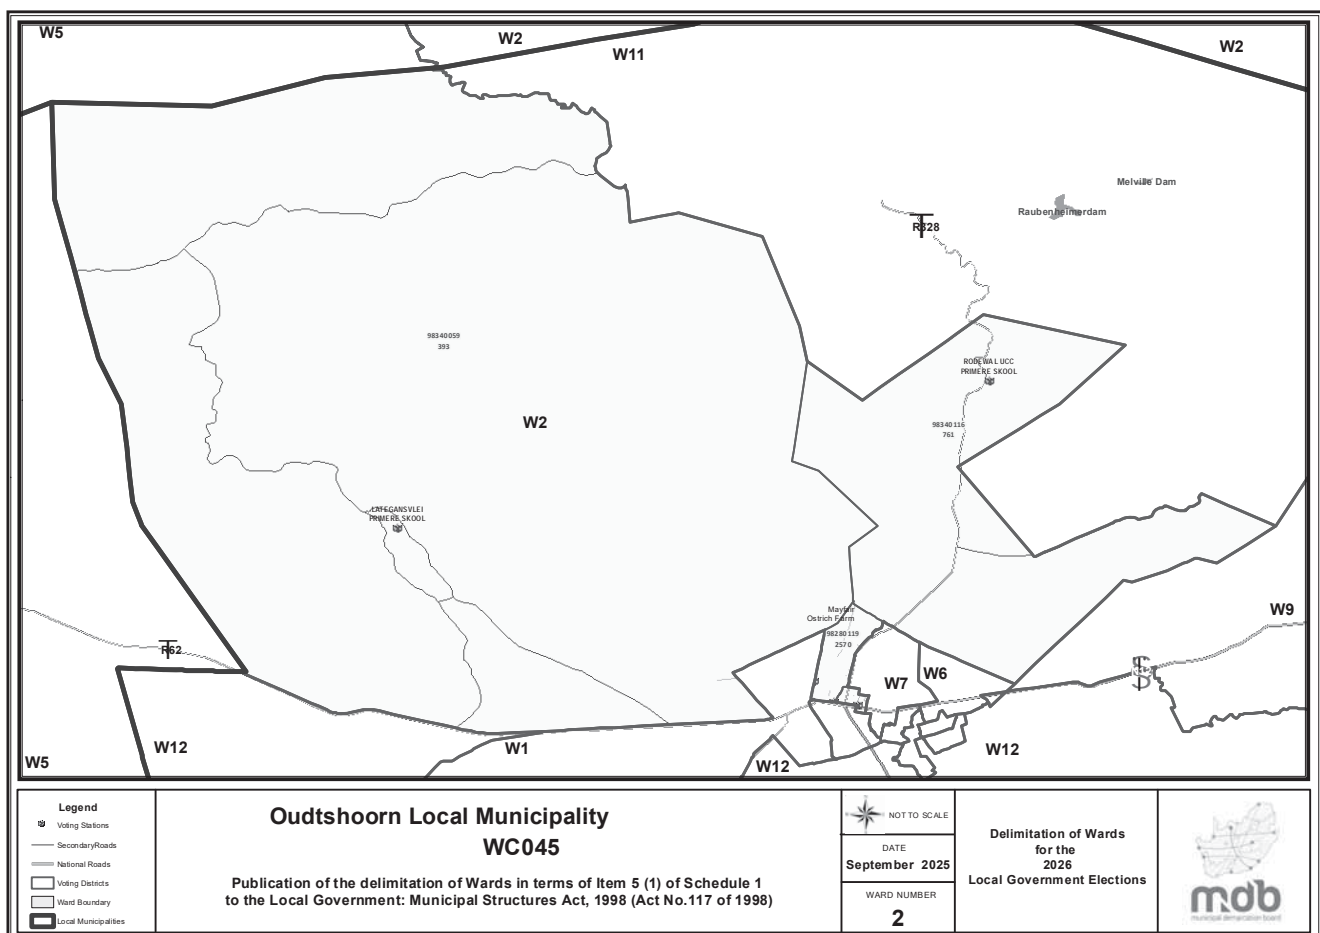 W5
W2
W11
W2
Melville Dam
Raubenheimerdam
R328
98340059
393
RODEWAL UCC
PRIMERE SKOOL
W2
98340116
761
LATEGANSVLEI
PRIMERE SKOOL
Mayfair
Ostrich Farm
98280119
2570
W9
R62
W7
W6
W12
W1
W12
W12
W5
Legend
Voting Stations
SecondaryRoads
National Roads
Voting Districts
Ward Boundary
Local Municipalities
Oudtshoorn Local Municipality
WC045
Publication of the delimitation of Wards in terms of Item 5 (1) of Schedule 1
to the Local Government: Municipal Structures Act, 1998 (Act No.117 of 1998)
NOT TO SCALE
DATE
September 2025
WARD NUMBER
2
Delimitation of Wards
for the
2026
Local Government Elections
mdb
municipal demarcation board